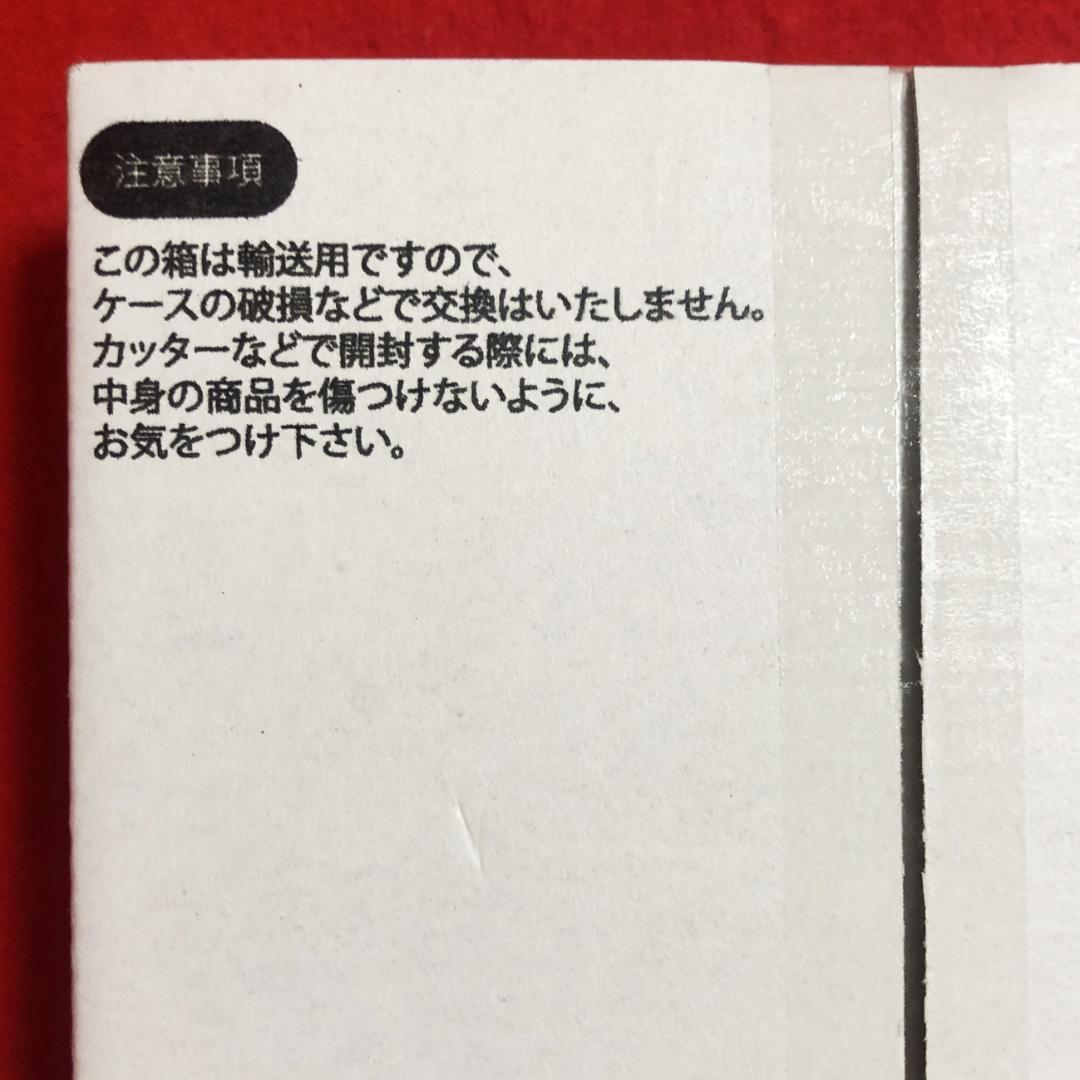 注意事項
この箱は輸送用ですので、
ケースの破損などで交換はいたしません。
カッターなどで開封する際には、
中身の商品を傷つけないように、
お気をつけ下さい。